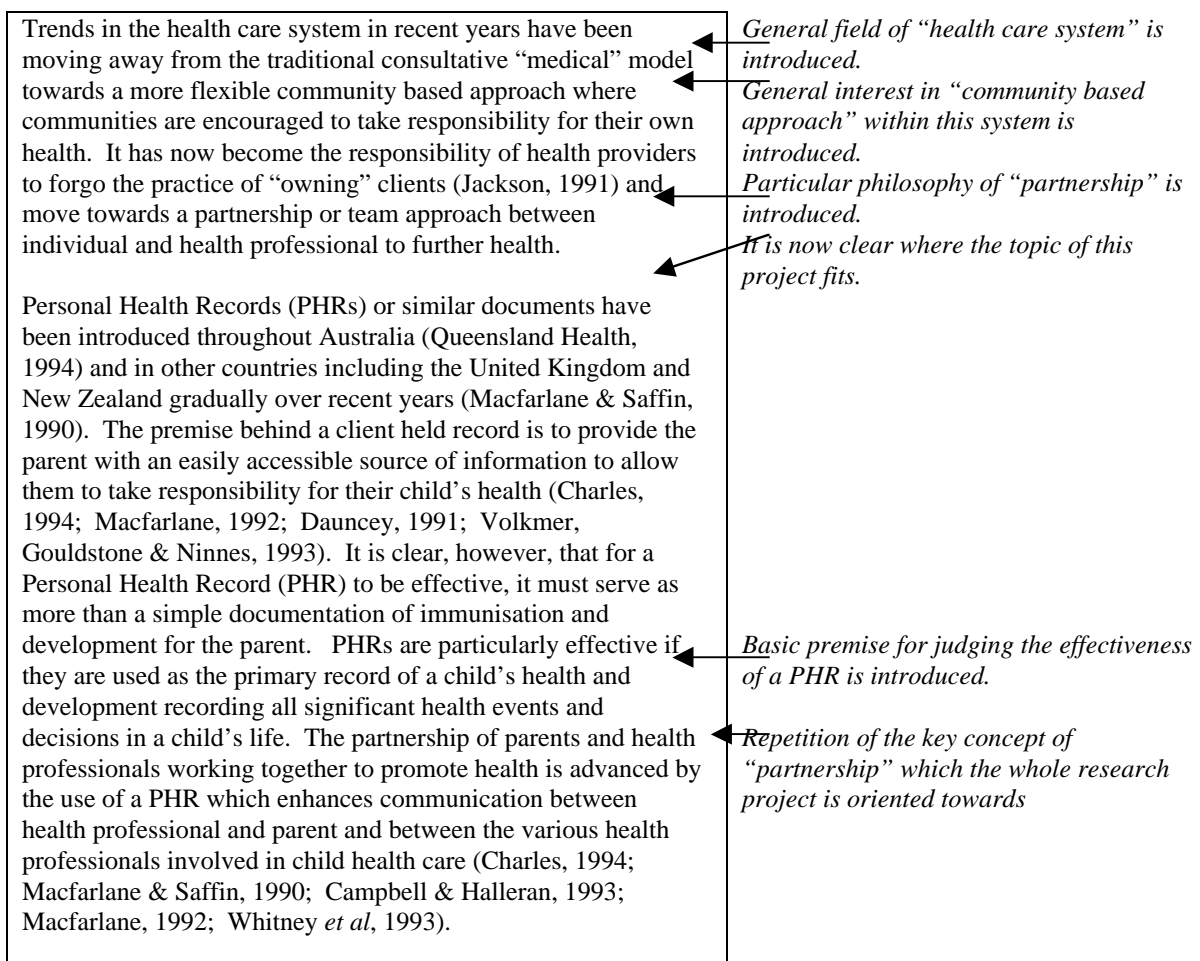 Trends in the health care system in recent years have been
moving away from the traditional consultative “medical” model
towards a more flexible community based approach where
communities are encouraged to take responsibility for their own
health.  It has now become the responsibility of health providers
to forgo the practice of “owning” clients (Jackson, 1991) and
move towards a partnership or team approach between
individual and health professional to further health.
Personal Health Records (PHRs) or similar documents have
been introduced throughout Australia (Queensland Health,
1994) and in other countries including the United Kingdom and
New Zealand gradually over recent years (Macfarlane & Saffin,
1990).  The premise behind a client held record is to provide the
parent with an easily accessible source of information to allow
them to take responsibility for their child’s health (Charles,
1994;  Macfarlane, 1992;  Dauncey, 1991;  Volkmer,
Gouldstone & Ninnes, 1993).  It is clear, however, that for a
Personal Health Record (PHR) to be effective, it must serve as
more than a simple documentation of immunisation and
development for the parent.   PHRs are particularly effective if
they are used as the primary record of a child’s health and
development recording all significant health events and
decisions in a child’s life.  The partnership of parents and health
professionals working together to promote health is advanced by
the use of a PHR which enhances communication between
health professional and parent and between the various health
professionals involved in child health care (Charles, 1994;
Macfarlane & Saffin, 1990;  Campbell & Halleran, 1993;
Macfarlane, 1992;  Whitney et al, 1993).
General field of “health care system” is
introduced.
General interest in “community based
approach” within this system is
introduced.
Particular philosophy of “partnership” is
introduced.
It is now clear where the topic of this
project fits.
Basic premise for judging the effectiveness
of a PHR is introduced.
Repetition of the key concept of
“partnership” which the whole research
project is oriented towards